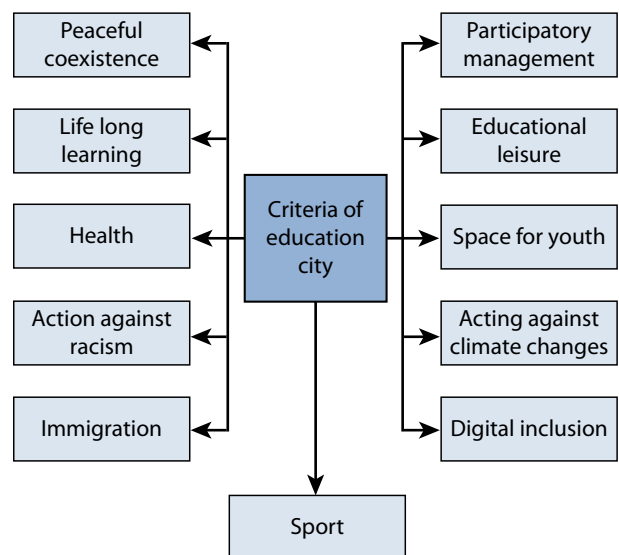 Peaceful
coexistence
Participatory
management
Life long
learning
Educational
leisure
Criteria of
education
city
Health
Space for youth
Action against
racism
Acting against
climate changes
Immigration
Digital inclusion
Sport